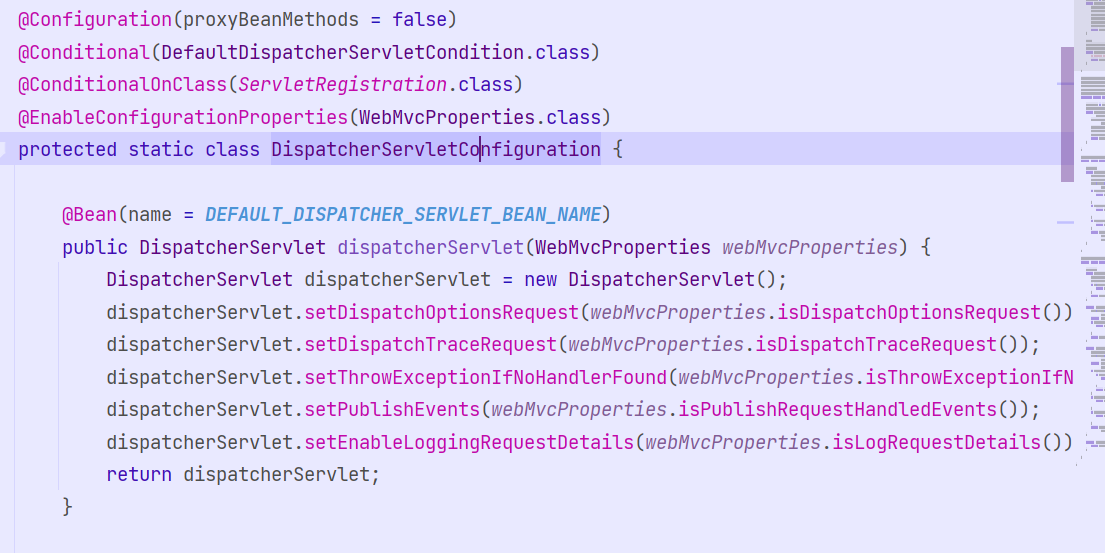 @Configuration(proxyBeanMethods = false)
@Conditional(DefaultDispatcherServletCondition.class)
@ConditionalOnClass(ServletRegistration.class)
@EnableConfigurationProperties(WebMvcProperties.class)
protected static class DispatcherServletConfiguration {
@Bean(name = DEFAULT_DISPATCHER_SERVLET_BEAN_NAME)
public DispatcherServlet dispatcherServlet(WebMvcProperties webMvcProperties) {
DispatcherServlet dispatcherServlet = new DispatcherServlet();
dispatcherServlet.setDispatchOptionsRequest(webMvcProperties.isDispatchOptionsRequest())
dispatcherServlet.setDispatchTraceRequest(webMvcProperties.isDispatchTraceRequest());
dispatcherServlet.setThrowExceptionIfNoHandlerFound(webMvcProperties.isThrowExceptionIfN
dispatcherServlet.setPublishEvents(webMvcProperties.isPublishRequestHandledEvents());
dispatcherServlet.setEnableLoggingRequestDetails(webMvcProperties.isLogRequestDetails())
return dispatcherServlet;
}